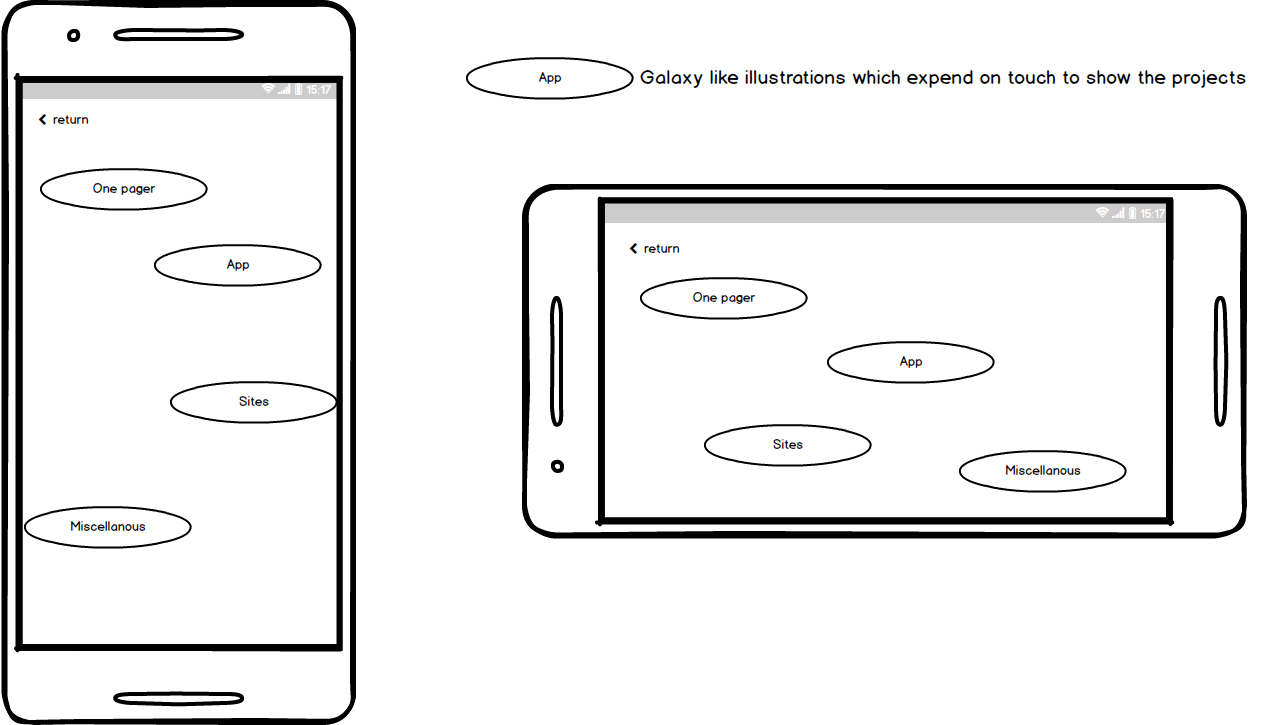 15:17
return
One pager
App
Sites
Miscellanous
App
Galaxy like illustrations which expend on touch to show the projects
15:17
return
One pager
App
Sites
Miscellanous